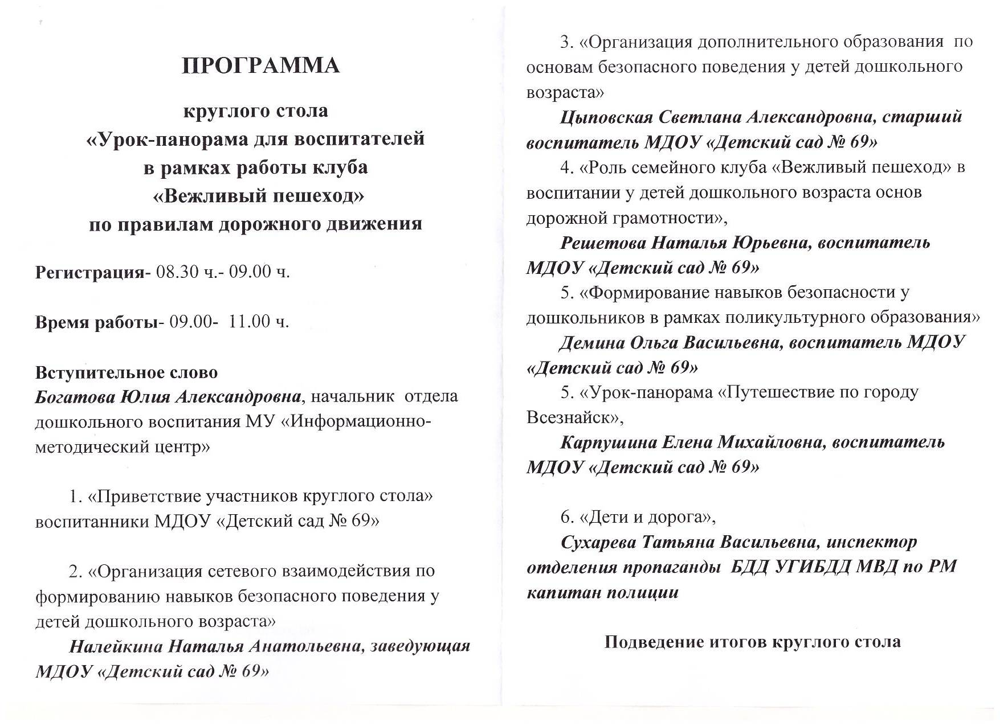 ПРОГРАММА
круглого стола
«Урок-панорама для воспитателей
в рамках работы клуба
«Вежливый пешеход»
по правилам дорожного движения
Регистрация- 08.30 ч.- 09.00 ч.
Время работы- 09.00- 11.00 ч.
Вступительное слово
Богатова Юлия Александровна, начальник отдела
дошкольного воспитания МУ «Информационно-
методический центр»
1. «Приветствие участников круглого стола»
воспитанники МДОУ «Детский сад № 69»
2. «Организация сетевого взаимодействия по
формированию навыков безопасного поведения у
детей дошкольного возраста»
Налейкина Наталья Анатольевна, заведующая
МДОУ «Детский сад № 69»
3. «Организация дополнительного образования по
основам безопасного поведения у детей дошкольного
возраста»
Цыповская Светлана Александровна, старший
воспитатель МДОУ «Детский сад № 69»
4. «Роль семейного клуба «Вежливый пешеход» в
воспитании у детей дошкольного возраста основ
дорожной грамотности»,
Решетова Наталья Юрьевна, воспитатель
МДОУ «Детский сад № 69»
5. «Формирование навыков безопасности у
дошкольников в рамках поликультурного образования»
Демина Ольга Васильевна, воспитатель МДОУ
«Детский сад № 69»
5. «Урок-панорама «Путешествие по городу
Всезнайск»,
Карпушина Елена Михайловна, воспитатель
МДОУ «Детский сад № 69»
6. «Дети и дорога»,
Сухарева Татьяна Васильевна, инспектор
отделения пропаганды БДД УГИБДД МВД по РМ
капитан полиции
Подведение итогов круглого стола